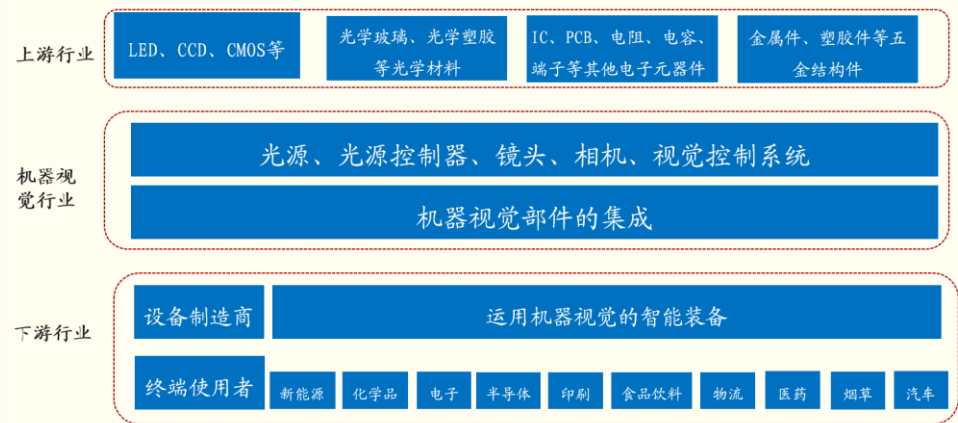 上游行业
LED、CCD、CMOS等
光学玻璃、光学塑胶
等光学材料
IC、PCB、电阻、电容、
端子等其他电子元器件
金属件、塑胶件等五
金结构件
机器视
觉行业
光源、光源控制器、镜头、相机、视觉控制系统
机器视觉部件的集成
下游行业
设备制造商
运用机器视觉的智能装备
终端使用者
新能源
化学品
电子
半导体
印刷
食品饮料
物流
医药
烟草
汽车